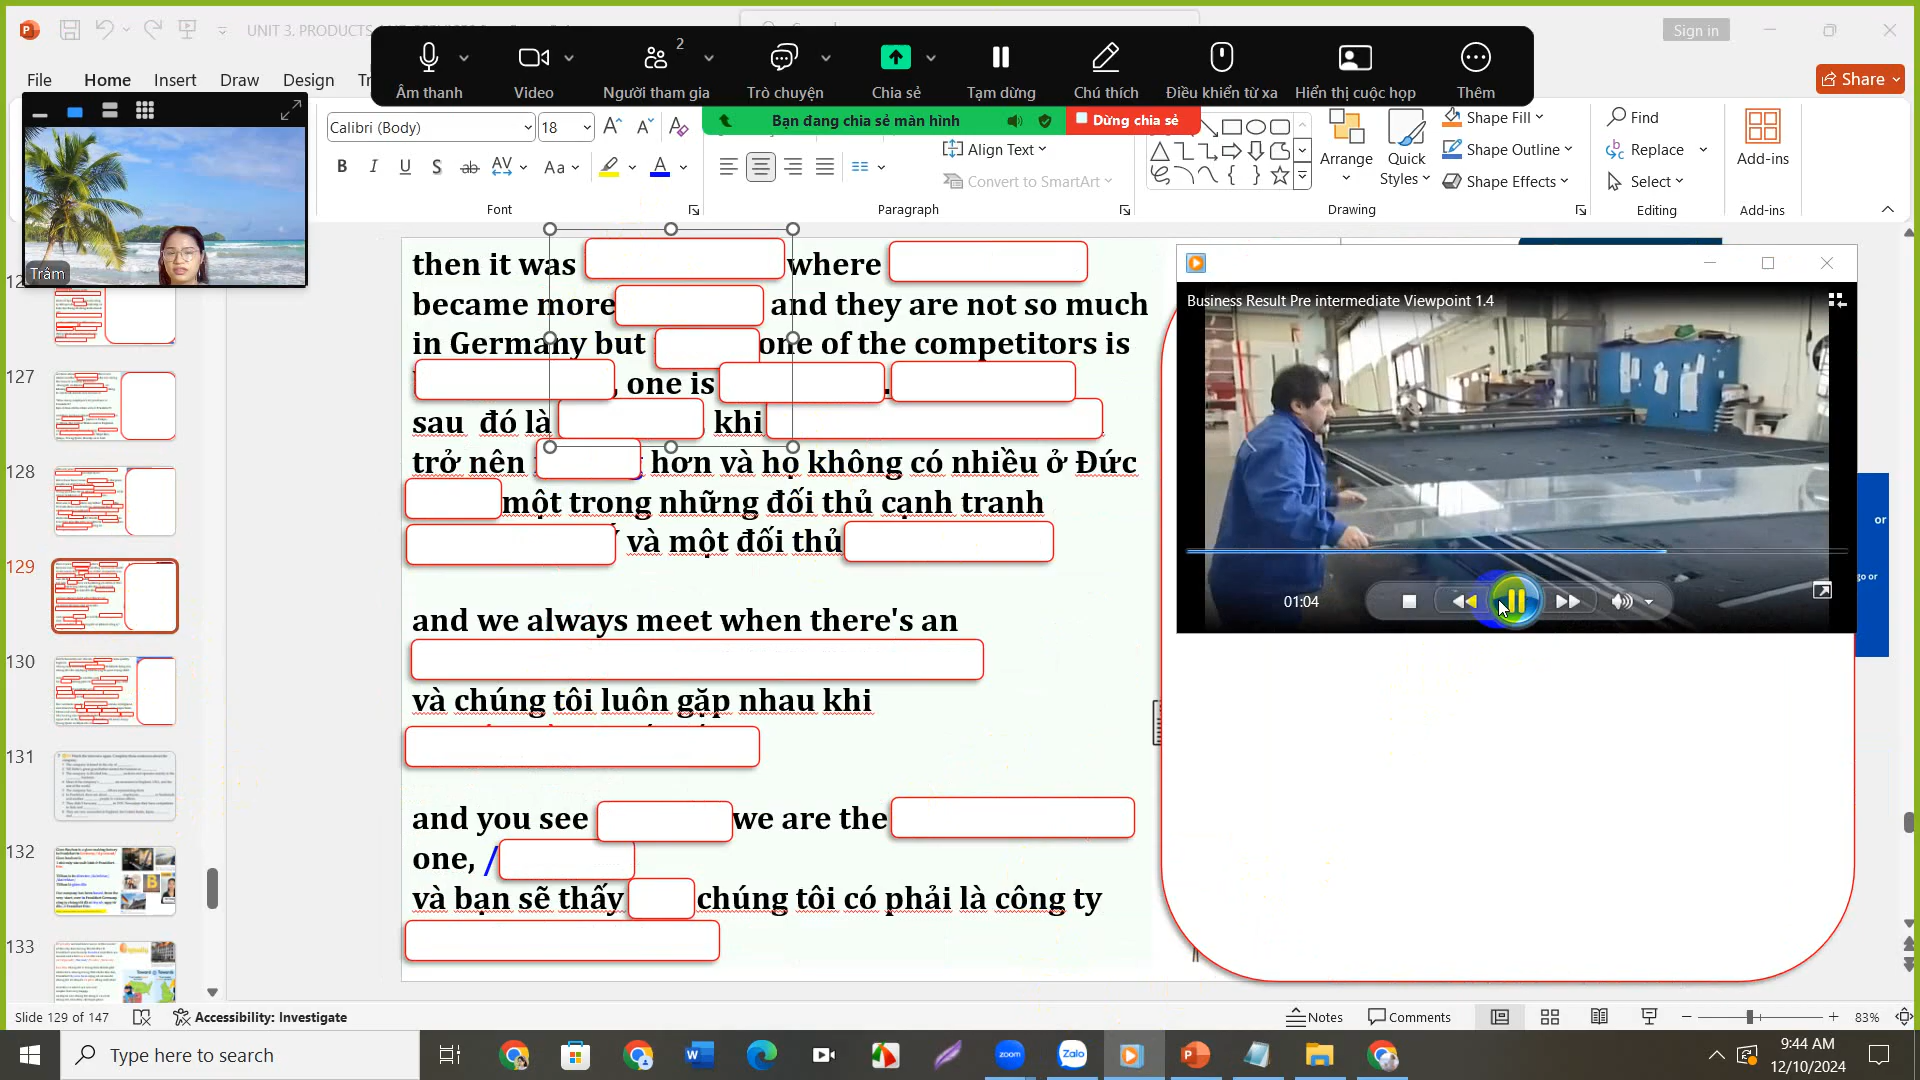 UNIT 3. PRODUCTS
Sign in
File
Home
Insert
Draw
Design
Share
Âm thanh
Video
2
Người tham gia
Trò chuyện
Chia sẻ
Tạm dừng
Chú thích
Điều khiển từ xa
Hiển thị cuộc họp
Thêm
Bạn đang chia sẻ màn hình
Dừng chia sẻ
Trâm
Calibri (Body)
18
Font
Align Text
Convert to SmartArt
Paragraph
Arrange
Quick
Styles
Shape Fill
Shape Outline
Shape Effects
Drawing
Find
Replace
Select
Editing
Add-ins
Add-ins
127
128
129
130
131
132
133
then it was where
became more and they are not so much
in Germany but one of the competitors is
, one is .
sau đó là khi
trở nên hơn và họ không có nhiều ở Đức
một trong những đối thủ cạnh tranh
và một đối thủ
and we always meet when there's an
và chúng tôi luôn gặp nhau khi
and you see we are the
one, /
và bạn sẽ thấy chúng tôi có phải là công ty
Business Result Pre intermediate Viewpoint 1.4
01:04
or
go or
Slide 129 of 147
Accessibility: Investigate
Notes
Comments
83%
Type here to search
zoom
Zalo
9:44 AM
12/10/2024